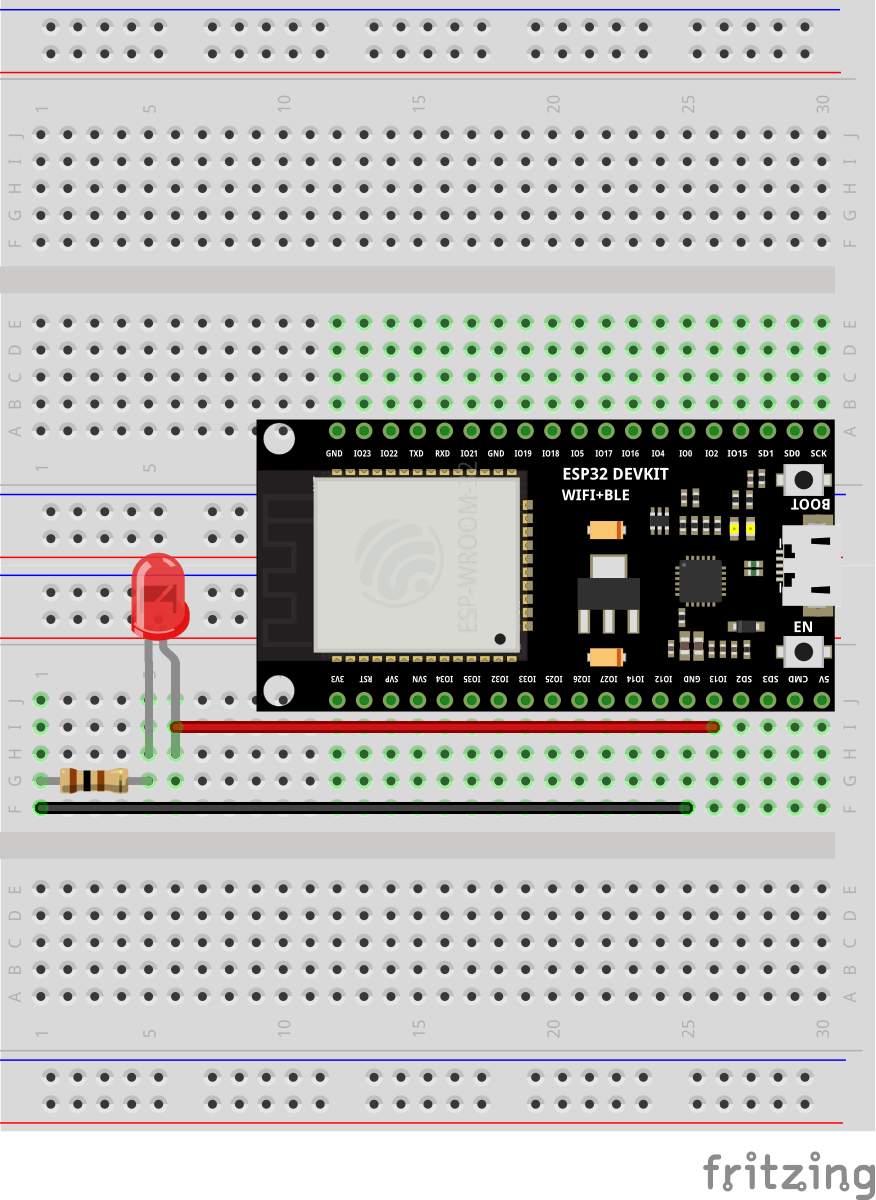 1 5 10 15 20 25 30
J J
I I
H H
G G
F F
E E
D D
C C
B B
A A
GND IO23 IO22 TXD RXD IO21 GND IO19 IO18 IO5 IO17 IO16 IO4 IO0 IO2 IO15 SD1 SD0 SCK
1 5
ESP32 DEVKIT
WIFI+BLE
BOOT
ESP-WROOM-32
EN
3V3 RST SVP SVN IO34 IO35 IO32 IO33 IO25 IO26 IO27 IO14 IO12 GND IO13 SD2 SD3 CMD 5V
1
J J
I I
H H
G G
F F
E E
D D
C C
B B
A A
1 5 10 15 20 25 30
fritzing